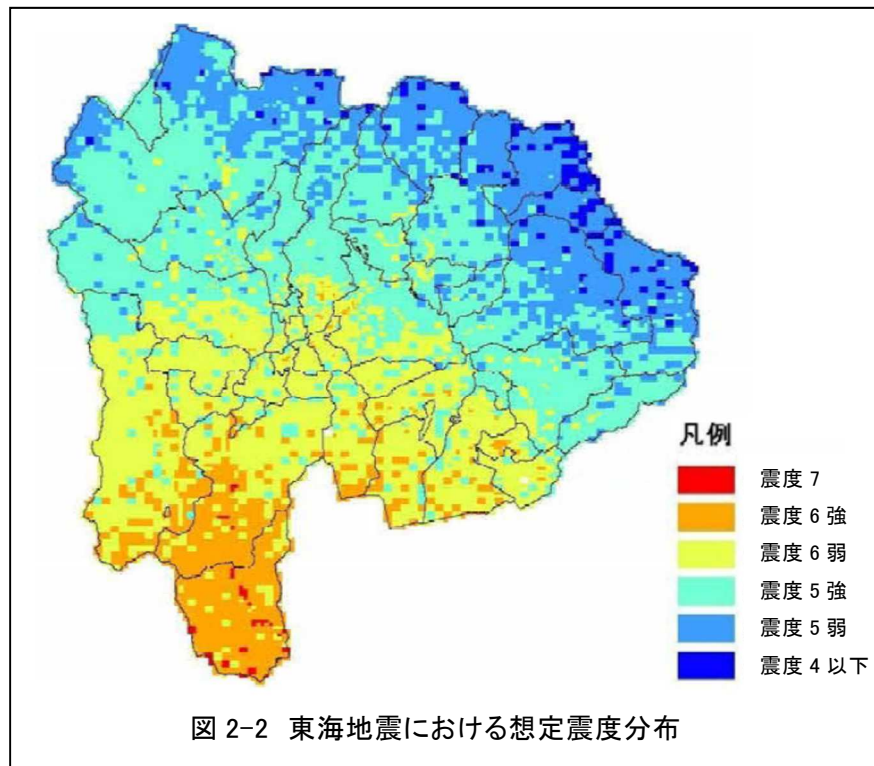 凡例
震度 7
震度 6 強
震度 6 弱
震度 5 強
震度 5 弱
震度 4 以下
図 2-2 東海地震における想定震度分布